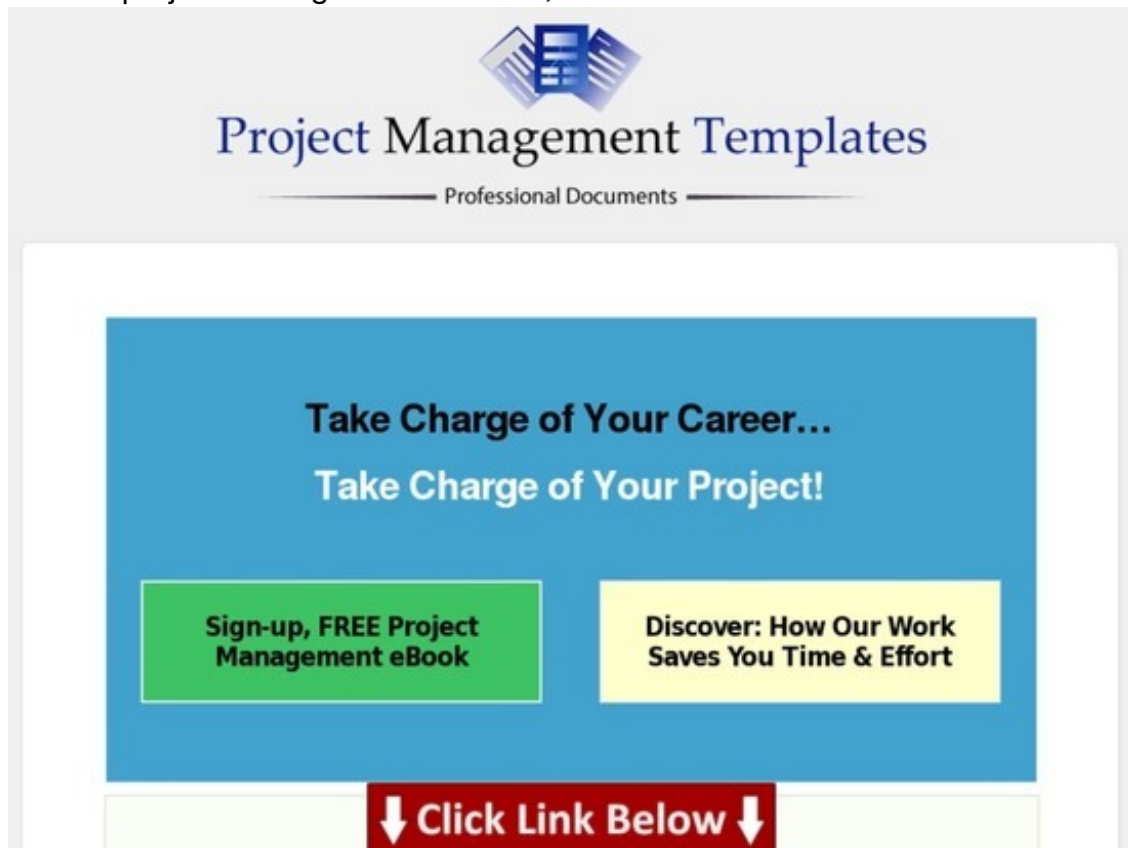 Project Management Templates
Professional Documents
Take Charge of Your Career...
Take Charge of Your Project!
Sign-up, FREE Project
Management eBook
Discover: How Our Work
Saves You Time & Effort
Click Link Below